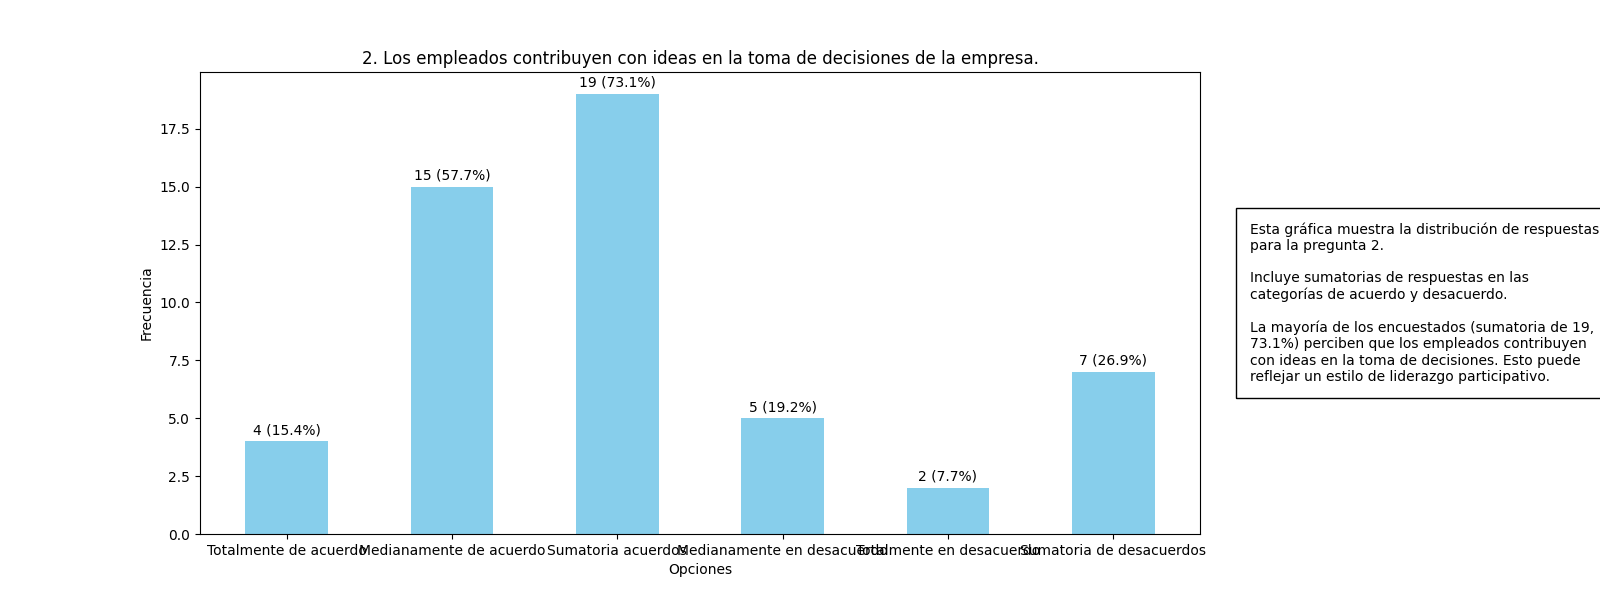 2. Los empleados contribuyen con ideas en la toma de decisiones de la empresa.
19 (73.1%)
17.5
15 (57.7%)
15.0
12.5
Frecuencia
10.0
7.5
7 (26.9%)
5 (19.2%)
5.0
4 (15.4%)
2.5
2 (7.7%)
0.0
Totalmente de acuerdo Medianamente de acuerdo Sumatoria acuerdos Medianamente en desacuerdo Totalmente en desacuerdo Sumatoria de desacuerdos
Opciones
Esta gráfica muestra la distribución de respuestas
para la pregunta 2.
Incluye sumatorias de respuestas en las
categorías de acuerdo y desacuerdo.
La mayoría de los encuestados (sumatoria de 19,
73.1%) perciben que los empleados contribuyen
con ideas en la toma de decisiones. Esto puede
reflejar un estilo de liderazgo participativo.